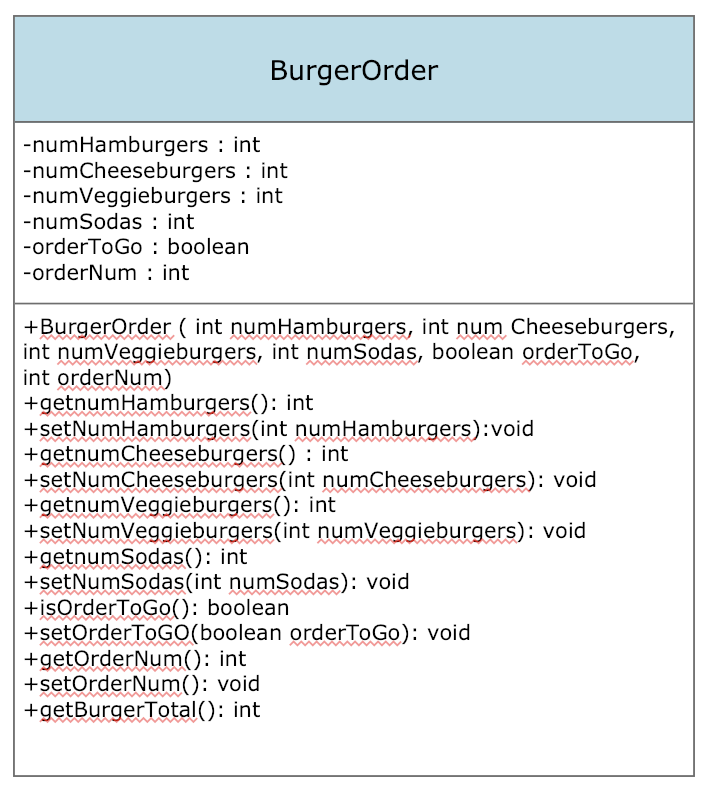 BurgerOrder
-numHamburgers : int
-numCheeseburgers : int
-numVeggieburgers : int
-numSodas : int
-orderToGo : boolean
-orderNum : int
+BurgerOrder ( int numHamburgers, int num Cheeseburgers,
int numVeggieburgers, int numSodas, boolean orderToGo,
int orderNum)
+getnumHamburgers(): int
+setNumHamburgers(int numHamburgers):void
+getnumCheeseburgers() : int
+setNumCheeseburgers(int numCheeseburgers): void
+getnumVeggieburgers(): int
+setNumVeggieburgers(int numVeggieburgers): void
+getnumSodas(): int
+setNumSodas(int numSodas): void
+isOrderToGo(): boolean
+setOrderToGO(boolean orderToGo): void
+getOrderNum(): int
+setOrderNum(): void
+getBurgerTotal(): int